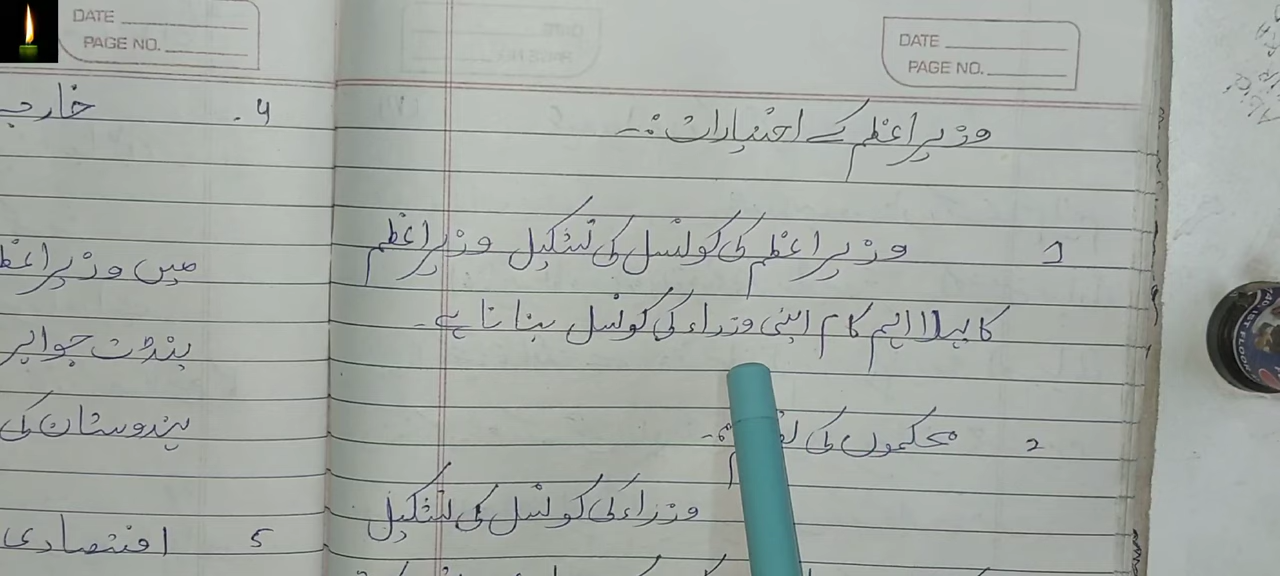 DATE
PAGE NO.
وزیراعظم کے اختیارات:۔
1 وزیراعظم کی کونسل کی تشکیل وزیراعظم
کا پہلا اہم کام اپنی وزراء کی کونسل بنانا ہے۔
2 محکموں کی
وزراء کی کونسل کی تشکیل
DATE
PAGE NO.
4.
میں
پنڈت جواہر
ہندوستان کی
5 اقتصادی